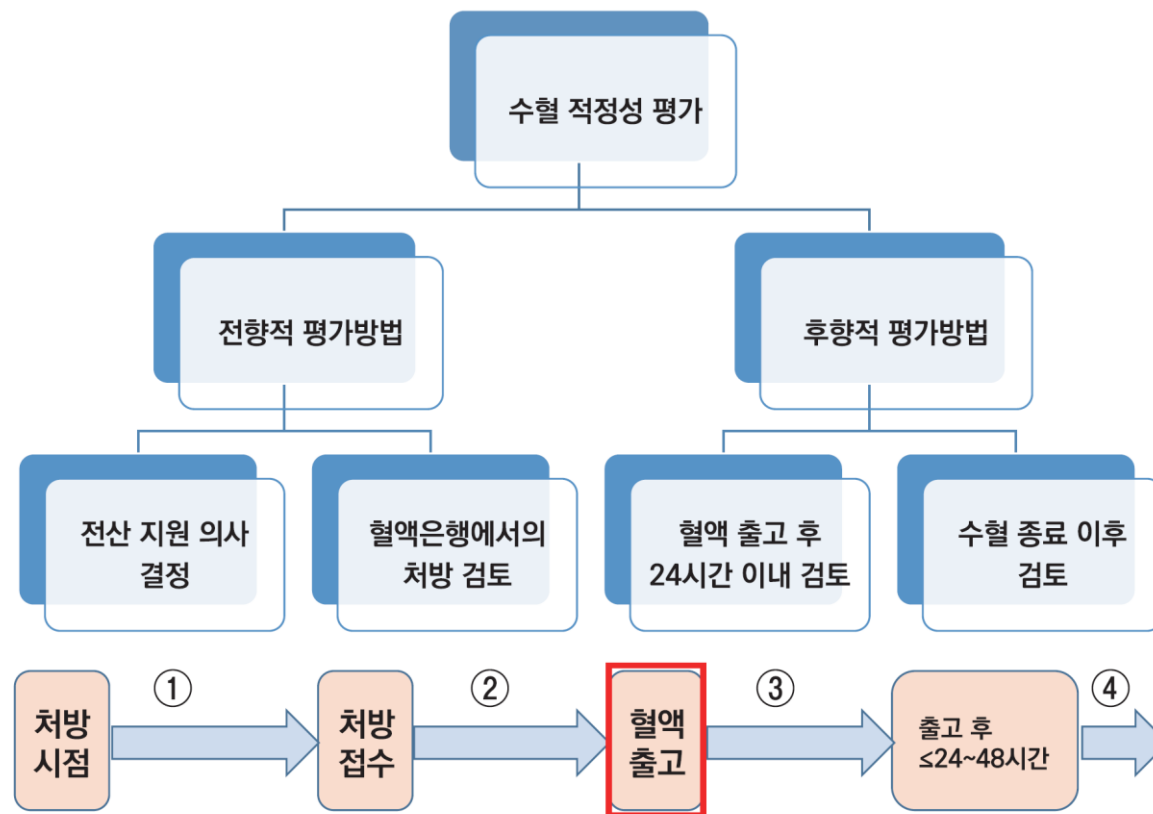 수혈 적정성 평가
전향적 평가방법
후향적 평가방법
전산 지원 의사
결정
혈액은행에서의
처방 검토
혈액 출고 후
24시간 이내 검토
수혈 종료 이후
검토
①
②
③
④
처방
시점
처방
접수
혈액
출고
출고 후
≤24~48시간